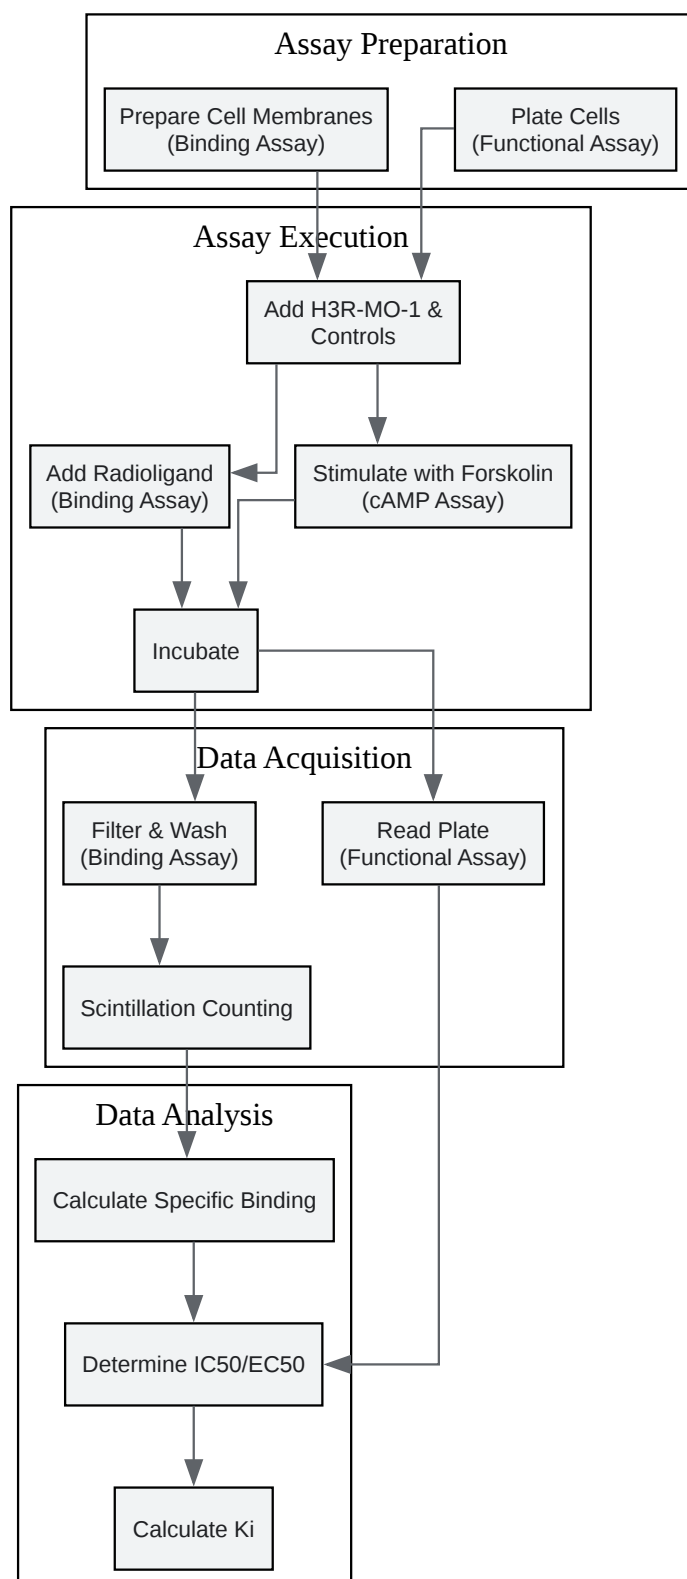 Assay Preparation
Prepare Cell Membranes
(Binding Assay)
Plate Cells
(Functional Assay)
Assay Execution
Add H3R-MO-1 &
Controls
Add Radioligand
(Binding Assay)
Stimulate with Forskolin
(cAMP Assay)
Incubate
Data Acquisition
Filter & Wash
(Binding Assay)
Read Plate
(Functional Assay)
Scintillation Counting
Data Analysis
Calculate Specific Binding
Determine IC50/EC50
Calculate Ki